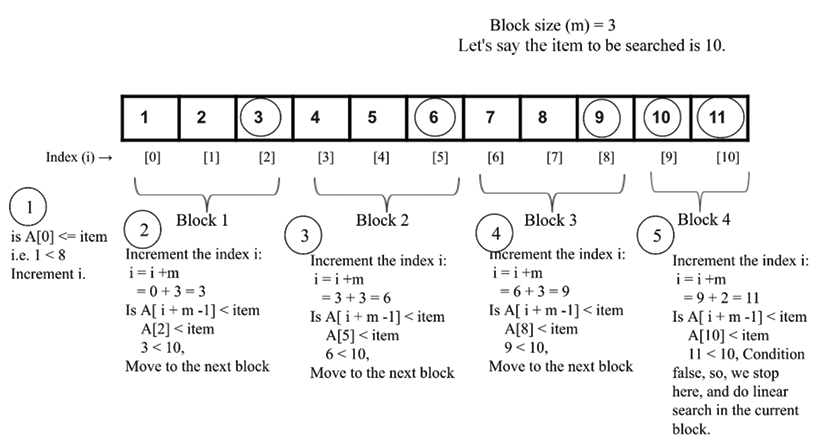 Block size (m) = 3
Let's say the item to be searched is 10.
1 2 3 4 5 6 7 8 9 10 11
Index (i) → [0] [1] [2] [3] [4] [5] [6] [7] [8] [9] [10]
Block 1
Block 2
Block 3
Block 4
1
is A[0] <= item
i.e. 1 < 8
Increment i.
2
Increment the index i:
i = i +m
= 0 + 3 = 3
Is A[ i + m -1] < item
A[2] < item
3 < 10,
Move to the next block
3
Increment the index i:
i = i +m
= 3 + 3 = 6
Is A[ i + m -1] < item
A[5] < item
6 < 10,
Move to the next block
4
Increment the index i:
i = i +m
= 6 + 3 = 9
Is A[ i + m -1] < item
A[8] < item
9 < 10,
Move to the next block
5
Increment the index i:
i = i +m
= 9 + 2 = 11
Is A[ i + m -1] < item
A[10] < item
11 < 10, Condition
false, so, we stop
here, and do linear
search in the current
block.